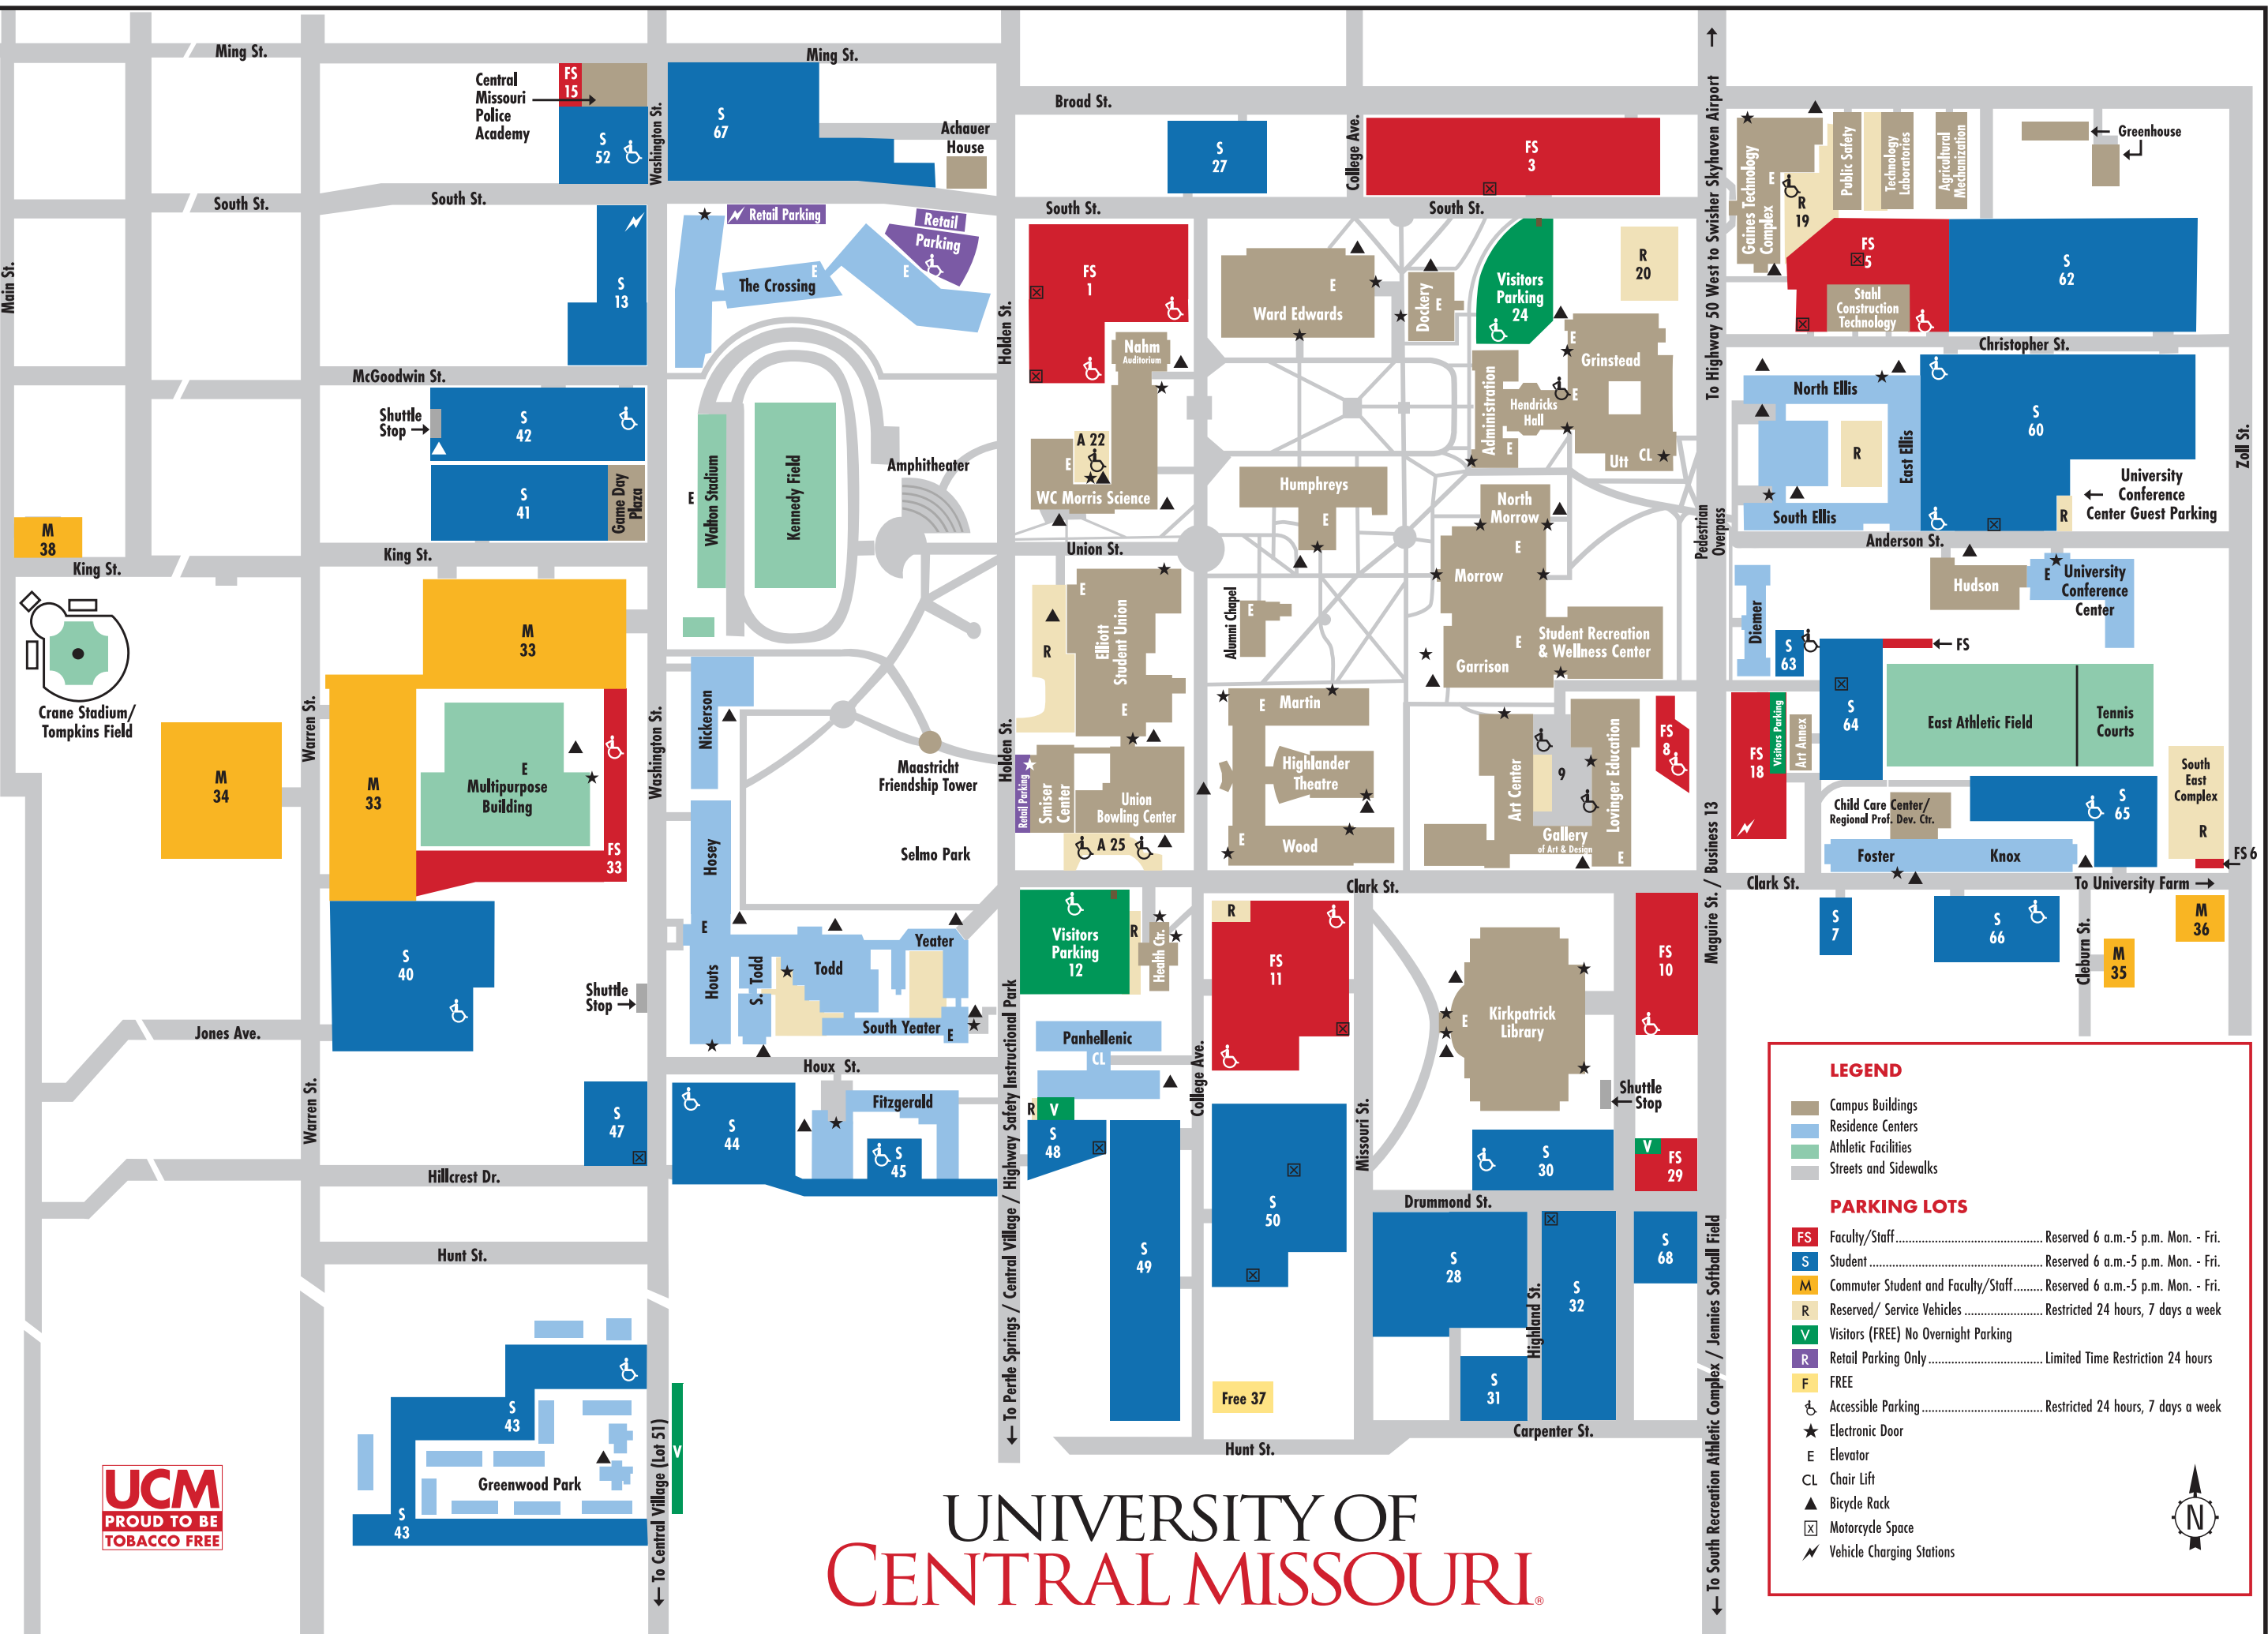 Ming St.
Ming St.
Broad St.
Central
Missouri
Police
Academy
FS
15
S
52
Washington St.
S
67
Achauer
House
S
27
College Ave.
FS
3
To Highway 50 West to Swisher Skyhaven Airport
Gaines Technology
Complex
E
Public Safety
Technology
Laboratories
Agricultural
Mechanization
Greenhouse
R
19
South St.
South St.
South St.
South St.
Main St.
S
13
Retail Parking
Retail
Parking
The Crossing
E
E
Holden St.
FS
1
Nahm
Auditorium
Ward Edwards
E
Dockery
E
Visitors
Parking
24
R
20
FS
5
Stahl
Construction
Technology
S
62
Christopher St.
McGoodwin St.
Shuttle
Stop
S
42
S
41
Game Day
Plaza
E
Walton Stadium
Kennedy Field
Amphitheater
A 22
E
WC Morris Science
Humphreys
E
Administration
E
Hendricks
Hall
E
E
Grinstead
Utt
CL
North
Morrow
North Ellis
East Ellis
R
South Ellis
S
60
University
Conference
Center Guest Parking
R
Zoll St.
M
38
King St.
King St.
Union St.
Pedestrian
Overpass
Anderson St.
Crane Stadium/
Tompkins Field
M
33
M
33
M
34
Warren St.
E
Multipurpose
Building
FS
33
Washington St.
Nickerson
Hosey
Maastricht
Friendship Tower
Selmo Park
Holden St.
R
E
Elliott
Student Union
E
Alumni Chapel
E
E
Morrow
E
Garrison
Student Recreation
& Wellness Center
Diemer
S
63
FS
Hudson
E
University
Conference
Center
S
64
East Athletic Field
Tennis
Courts
Retail Parking
Smiser
Center
Union
Bowling Center
A 25
E
Martin
Highlander
Theatre
E
Wood
Art Center
9
Gallery
of Art & Design
Lovinger Education
E
FS
8
FS
18
Visitors Parking
Art Annex
Child Care Center/
Regional Prof. Dev. Ctr.
S
65
South
East
Complex
R
FS 6
Foster
Knox
Clark St.
Clark St.
To University Farm
Maguire St. / Business 13
S
40
E
Houts
S. Todd
Todd
Yeater
South Yeater
E
Shuttle
Stop
Visitors
Parking
12
R
Health Ctr.
R
FS
11
E
Kirkpatrick
Library
FS
10
S
7
S
66
Cleburn St.
M
35
M
36
Jones Ave.
Houx St.
Warren St.
S
47
S
44
Fitzgerald
S
45
Panhellenic
CL
R
V
S
48
S
49
College Ave.
S
50
Missouri St.
Shuttle
Stop
S
30
V
FS
29
Hillcrest Dr.
Drummond St.
Hunt St.
S
28
Highland St.
S
32
S
31
S
68
To Pertle Springs / Central Village / Highway Safety Instructional Park
Free 37
Hunt St.
Carpenter St.
S
43
S
43
Greenwood Park
To Central Village (Lot 51)
V
To South Recreation Athletic Complex / Jennies Softball Field
LEGEND
Campus Buildings
Residence Centers
Athletic Facilities
Streets and Sidewalks
PARKING LOTS
FS Faculty/Staff Reserved 6 a.m.-5 p.m. Mon. - Fri.
S Student Reserved 6 a.m.-5 p.m. Mon. - Fri.
M Commuter Student and Faculty/Staff Reserved 6 a.m.-5 p.m. Mon. - Fri.
R Reserved/ Service Vehicles Restricted 24 hours, 7 days a week
V Visitors (FREE) No Overnight Parking
R Retail Parking Only Limited Time Restriction 24 hours
F FREE
Accessible Parking Restricted 24 hours, 7 days a week
Electronic Door
E Elevator
CL Chair Lift
Bicycle Rack
X Motorcycle Space
Vehicle Charging Stations
N
UCM
PROUD TO BE
TOBACCO FREE
UNIVERSITY OF
CENTRAL MISSOURI®